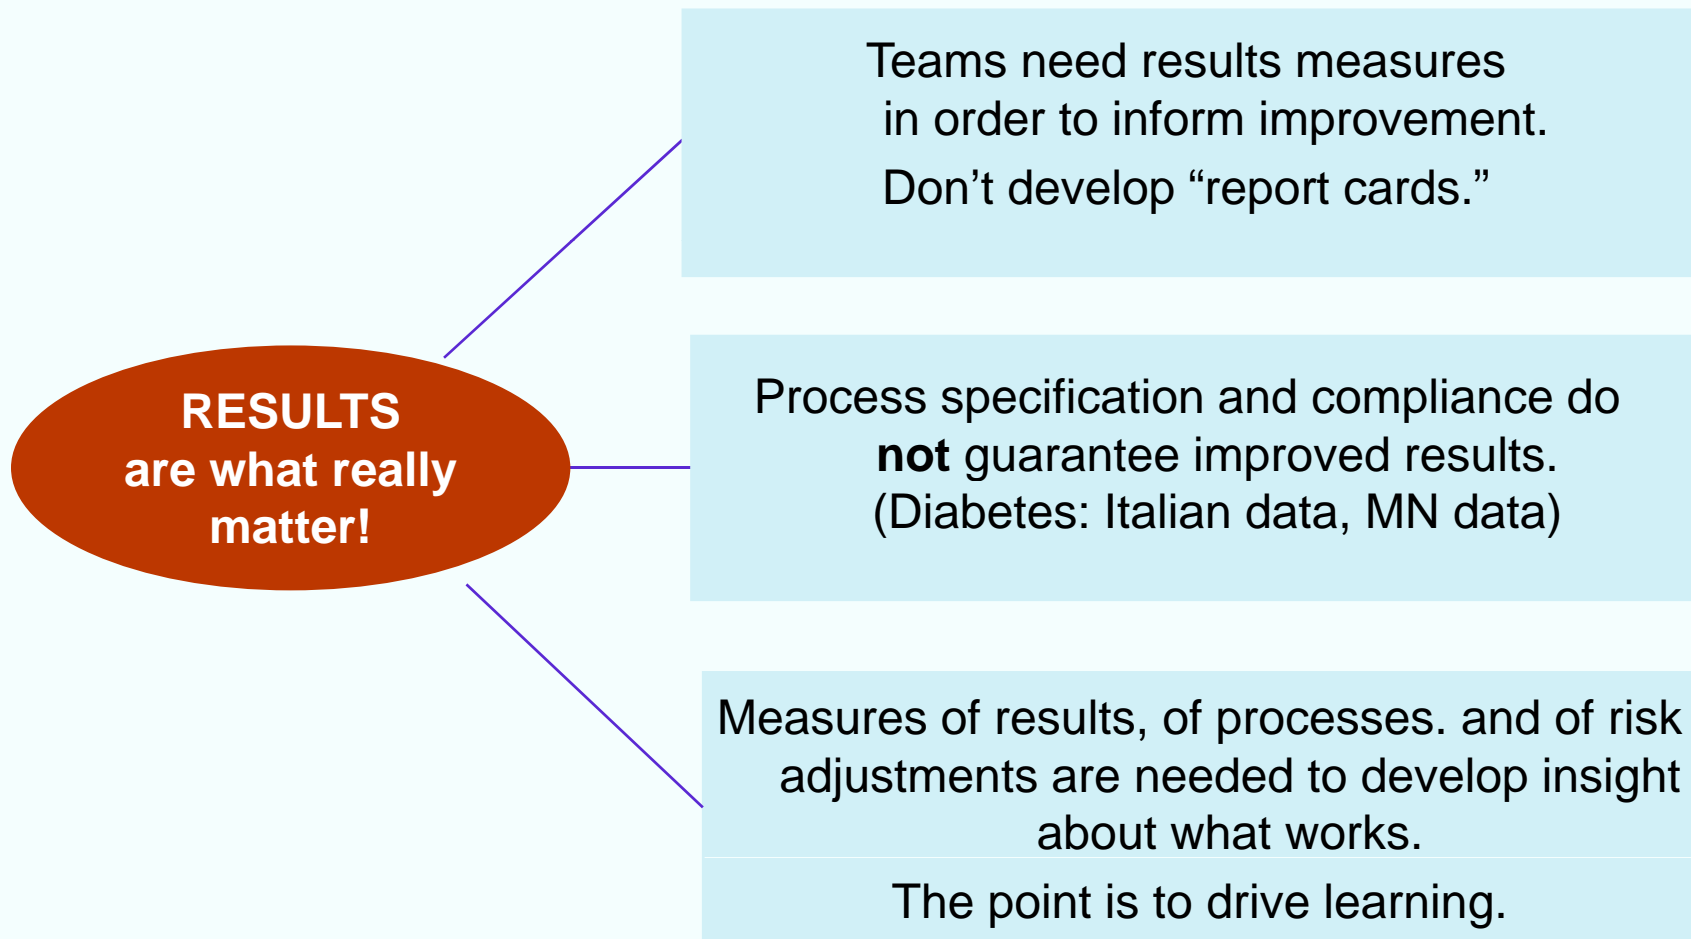 Teams need results measures
in order to inform improvement.
Don’t develop “report cards.”
RESULTS
are what really
matter!
Process specification and compliance do
not guarantee improved results.
(Diabetes: Italian data, MN data)
Measures of results, of processes. and of risk
adjustments are needed to develop insight
about what works.
The point is to drive learning.